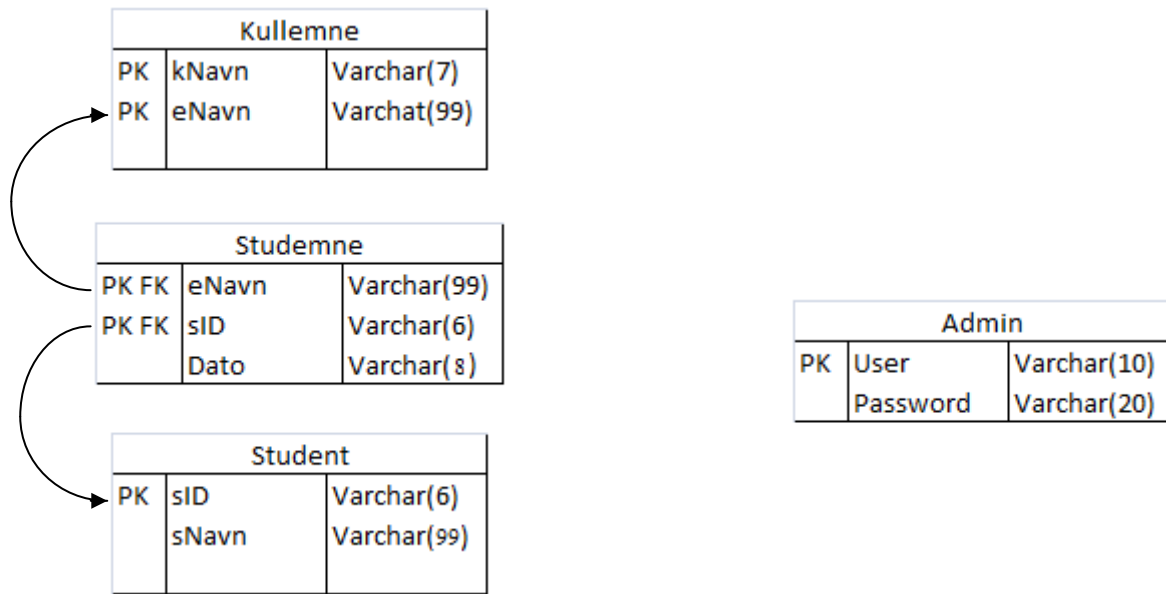 Kullemne
PK kNavn Varchar(7)
PK eNavn Varchat(99)
Studemne
PK FK eNavn Varchar(99)
PK FK sID Varchar(6)
Dato Varchar(8)
Admin
PK User Varchar(10)
Password Varchar(20)
Student
PK sID Varchar(6)
sNavn Varchar(99)